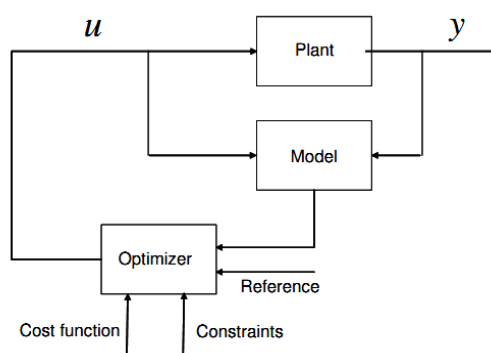 u
y
Plant
Model
Optimizer
Reference
Cost function
Constraints